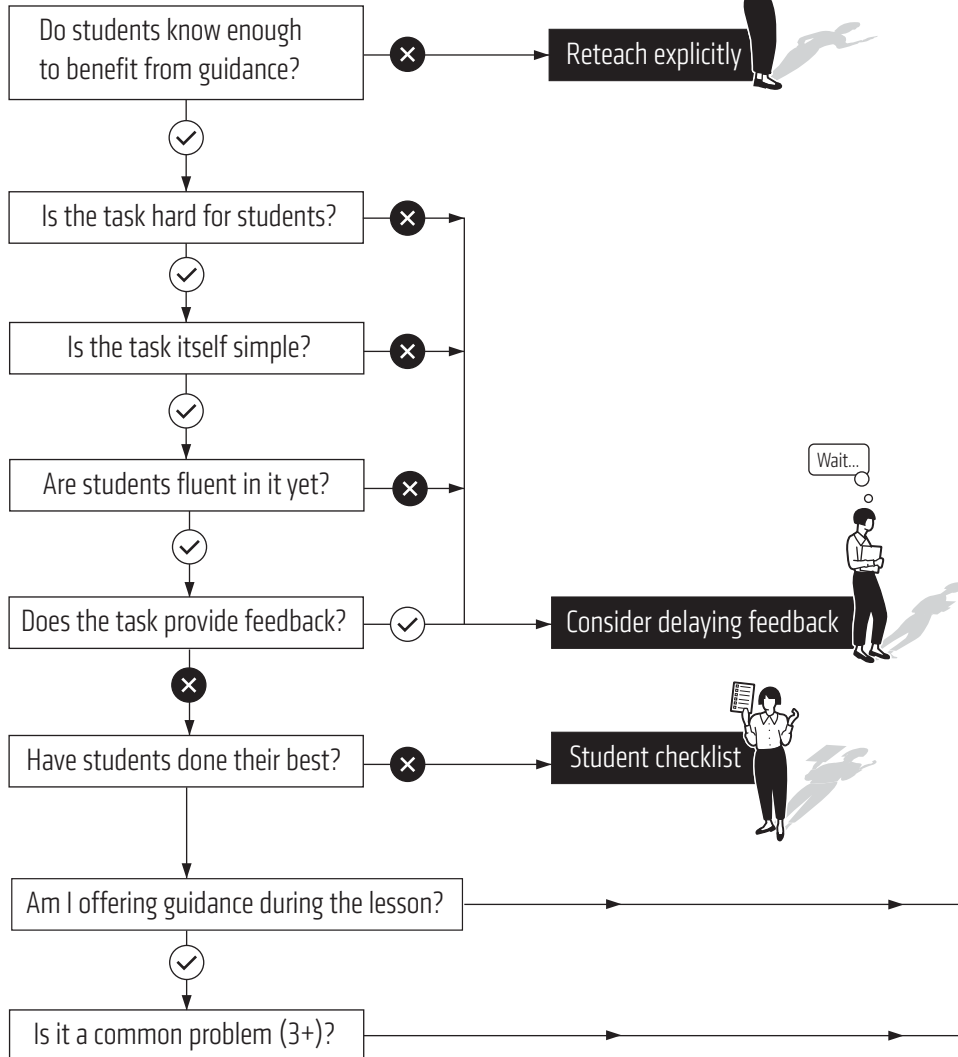 Do students know enough
to benefit from guidance?
Reteach explicitly
Is the task hard for students?
Is the task itself simple?
Are students fluent in it yet?
Wait...
Does the task provide feedback?
Consider delaying feedback
Have students done their best?
Student checklist
Am I offering guidance during the lesson?
Is it a common problem (3+)?